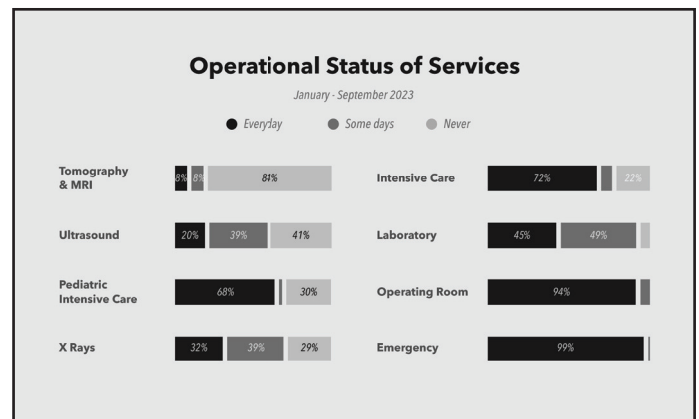 Operational Status of Services
January - September 2023
Everyday Some days Never
Tomography
& MRI
8% 8% 81%
Ultrasound
20% 39% 41%
Pediatric
Intensive Care
68% 30%
X Rays
32% 39% 29%
Intensive Care
72% 22%
Laboratory
45% 49%
Operating Room
94%
Emergency
99%